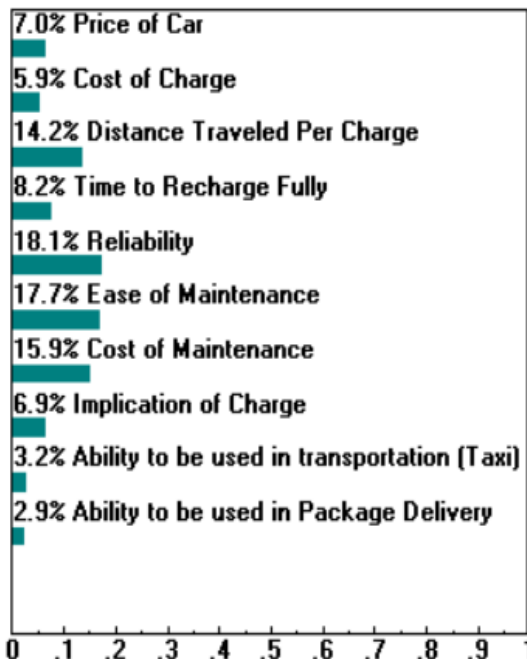 7.0% Price of Car
5.9% Cost of Charge
14.2% Distance Traveled Per Charge
8.2% Time to Recharge Fully
18.1% Reliability
17.7% Ease of Maintenance
15.9% Cost of Maintenance
6.9% Implication of Charge
3.2% Ability to be used in transportation (Taxi)
2.9% Ability to be used in Package Delivery
0 .1 .2 .3 .4 .5 .6 .7 .8 .9